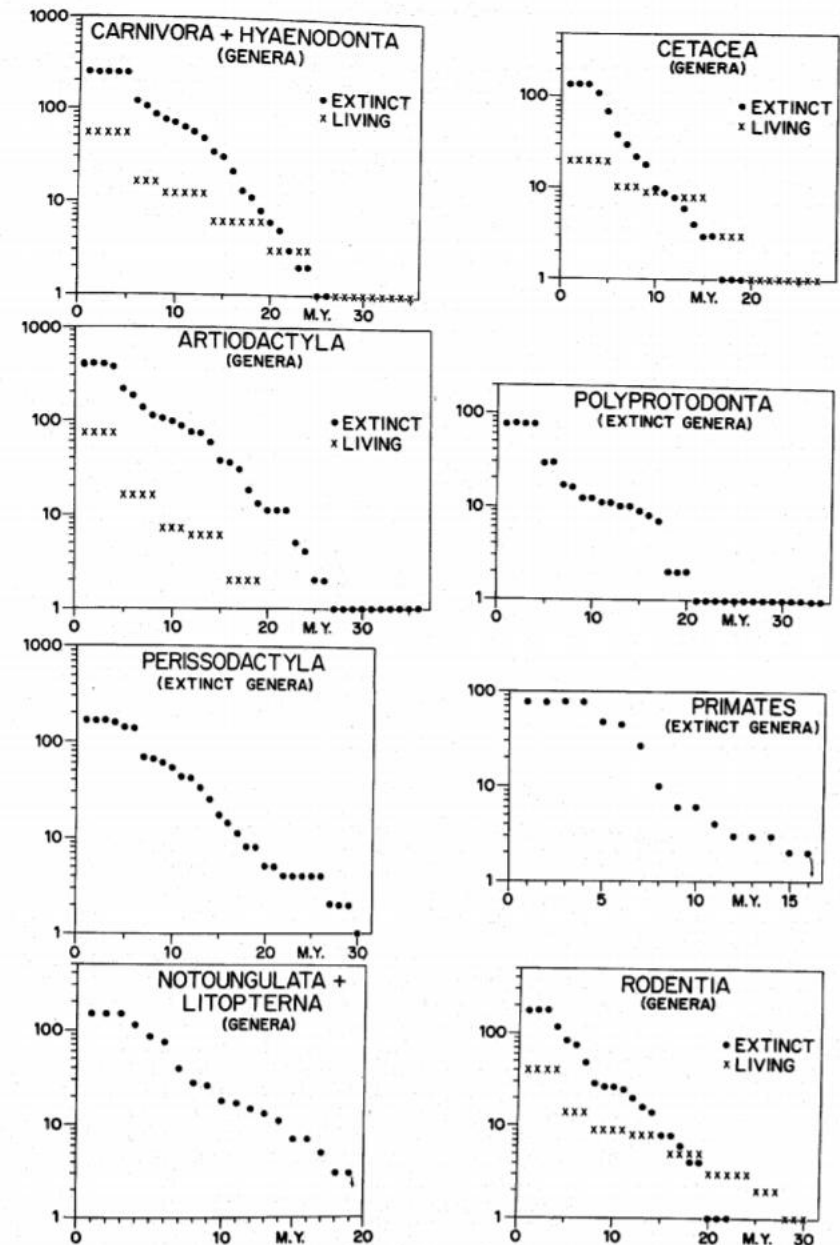 1000
CARNIVORA + HYAENODONTA
(GENERA)
100
• EXTINCT
x LIVING
10
1
0 10 20 M.Y. 30
CETACEA
(GENERA)
100
• EXTINCT
x LIVING
10
1
0 10 M.Y. 20
1000
ARTIODACTYLA
(GENERA)
100
• EXTINCT
x LIVING
10
1
0 10 20 M.Y. 30
POLYPROTODONTA
(EXTINCT GENERA)
100
10
1
0 10 20 M.Y. 30
1000
PERISSODACTYLA
(EXTINCT GENERA)
100
10
1
0 10 20 M.Y. 30
100
PRIMATES
(EXTINCT GENERA)
10
1
0 5 10 M.Y. 15
NOTOUNGULATA +
LITOPTERNA
(GENERA)
100
10
1
0 10 M.Y. 20
RODENTIA
(GENERA)
100
• EXTINCT
x LIVING
10
1
0 10 20 M.Y. 30